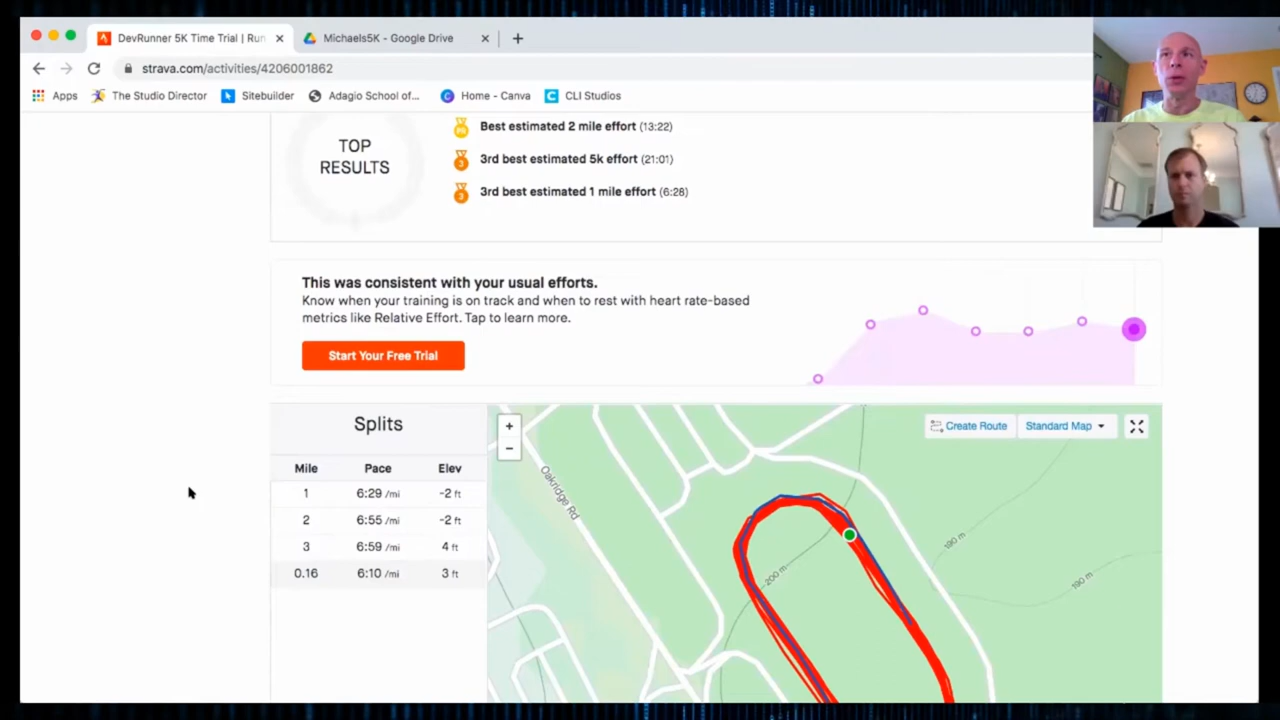 DevRunner 5K Time Trial | Run
Michaels5K - Google Drive
strava.com/activities/4206001862
Apps
The Studio Director
Sitebuilder
Adagio School of...
Home - Canva
CLI Studios
TOP
RESULTS
PR
Best estimated 2 mile effort (13:22)
3
3rd best estimated 5k effort (21:01)
3
3rd best estimated 1 mile effort (6:28)
This was consistent with your usual efforts.
Know when your training is on track and when to rest with heart rate-based
metrics like Relative Effort. Tap to learn more.
Start Your Free Trial
Splits
Mile Pace Elev
1 6:29 /mi -2 ft
2 6:55 /mi -2 ft
3 6:59 /mi 4 ft
0.16 6:10 /mi 3 ft
+
−
Create Route
Standard Map
Oakridge Rd
190 m
200 m
190 m